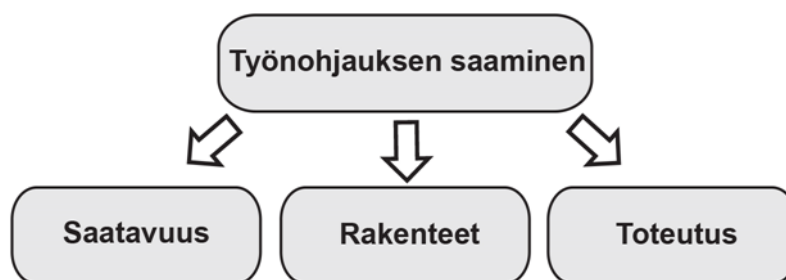 Työnohjauksen saaminen
Saatavuus
Rakenteet
Toteutus